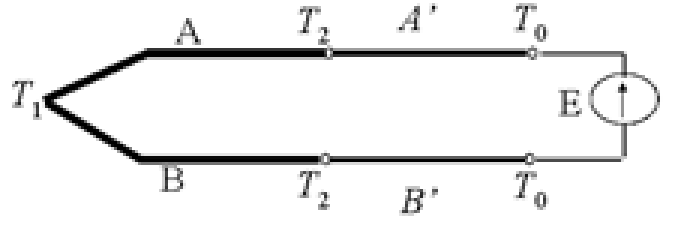 A T₂ A' T₀
T₁ E
B T₂ B' T₀